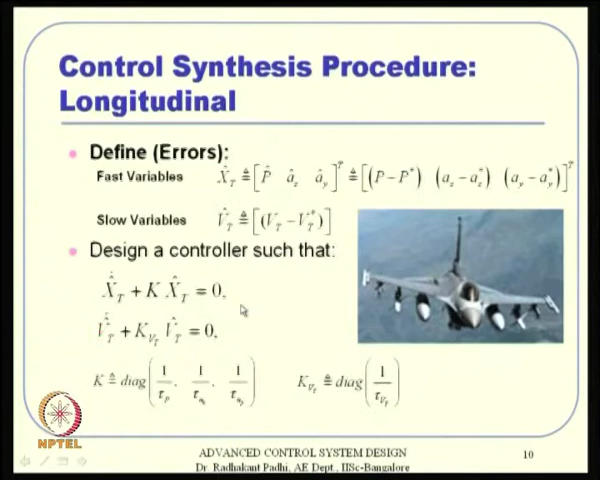 Control Synthesis Procedure:
Longitudinal
• Define (Errors):
Fast Variables X̂_T ≜ [P̂ â_z â_y]^T ≜ [(P − P*) (a_z − a_z*) (a_y − a_y*)]^T
Slow Variables V̂_T ≜ [(V_T − V_T*)]
• Design a controller such that:
X̂̇_T + K X̂_T = 0,
V̂̇_T + K_{V_T} V̂_T = 0,
K ≜ diag(1/τ_P, 1/τ_{a_z}, 1/τ_{a_y}) K_{V_T} ≜ diag(1/τ_{V_T})
NPTEL
ADVANCED CONTROL SYSTEM DESIGN
Dr. Radhakant Padhi, AE Dept., IISc-Bangalore
10